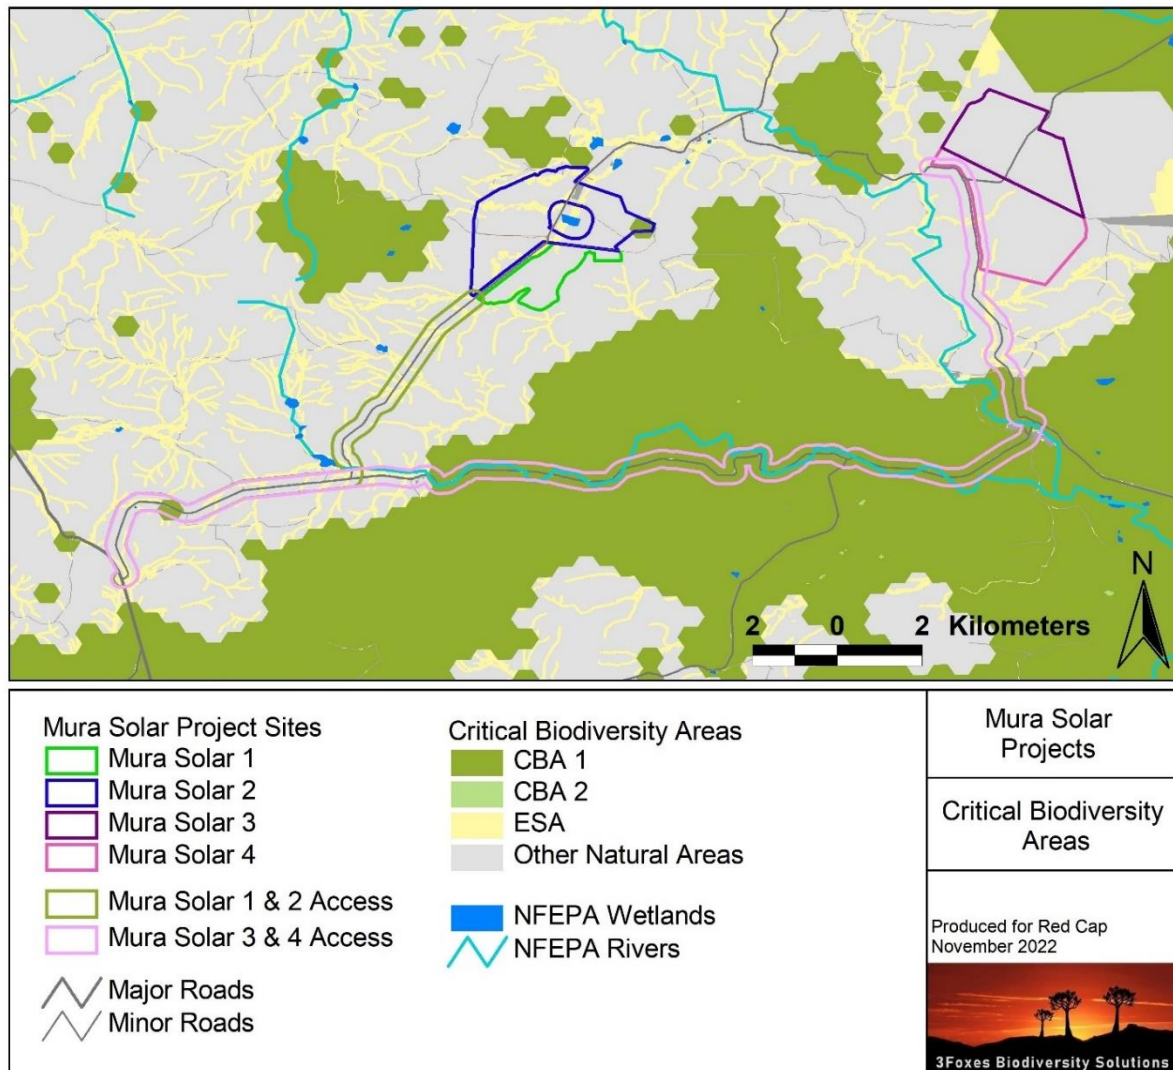 N
2 0 2 Kilometers
Mura Solar Project Sites
Mura Solar 1
Mura Solar 2
Mura Solar 3
Mura Solar 4
Mura Solar 1 & 2 Access
Mura Solar 3 & 4 Access
Major Roads
Minor Roads
Critical Biodiversity Areas
CBA 1
CBA 2
ESA
Other Natural Areas
NFEPA Wetlands
NFEPA Rivers
Mura Solar
Projects
Critical Biodiversity
Areas
Produced for Red Cap
November 2022
3Foxes Biodiversity Solutions